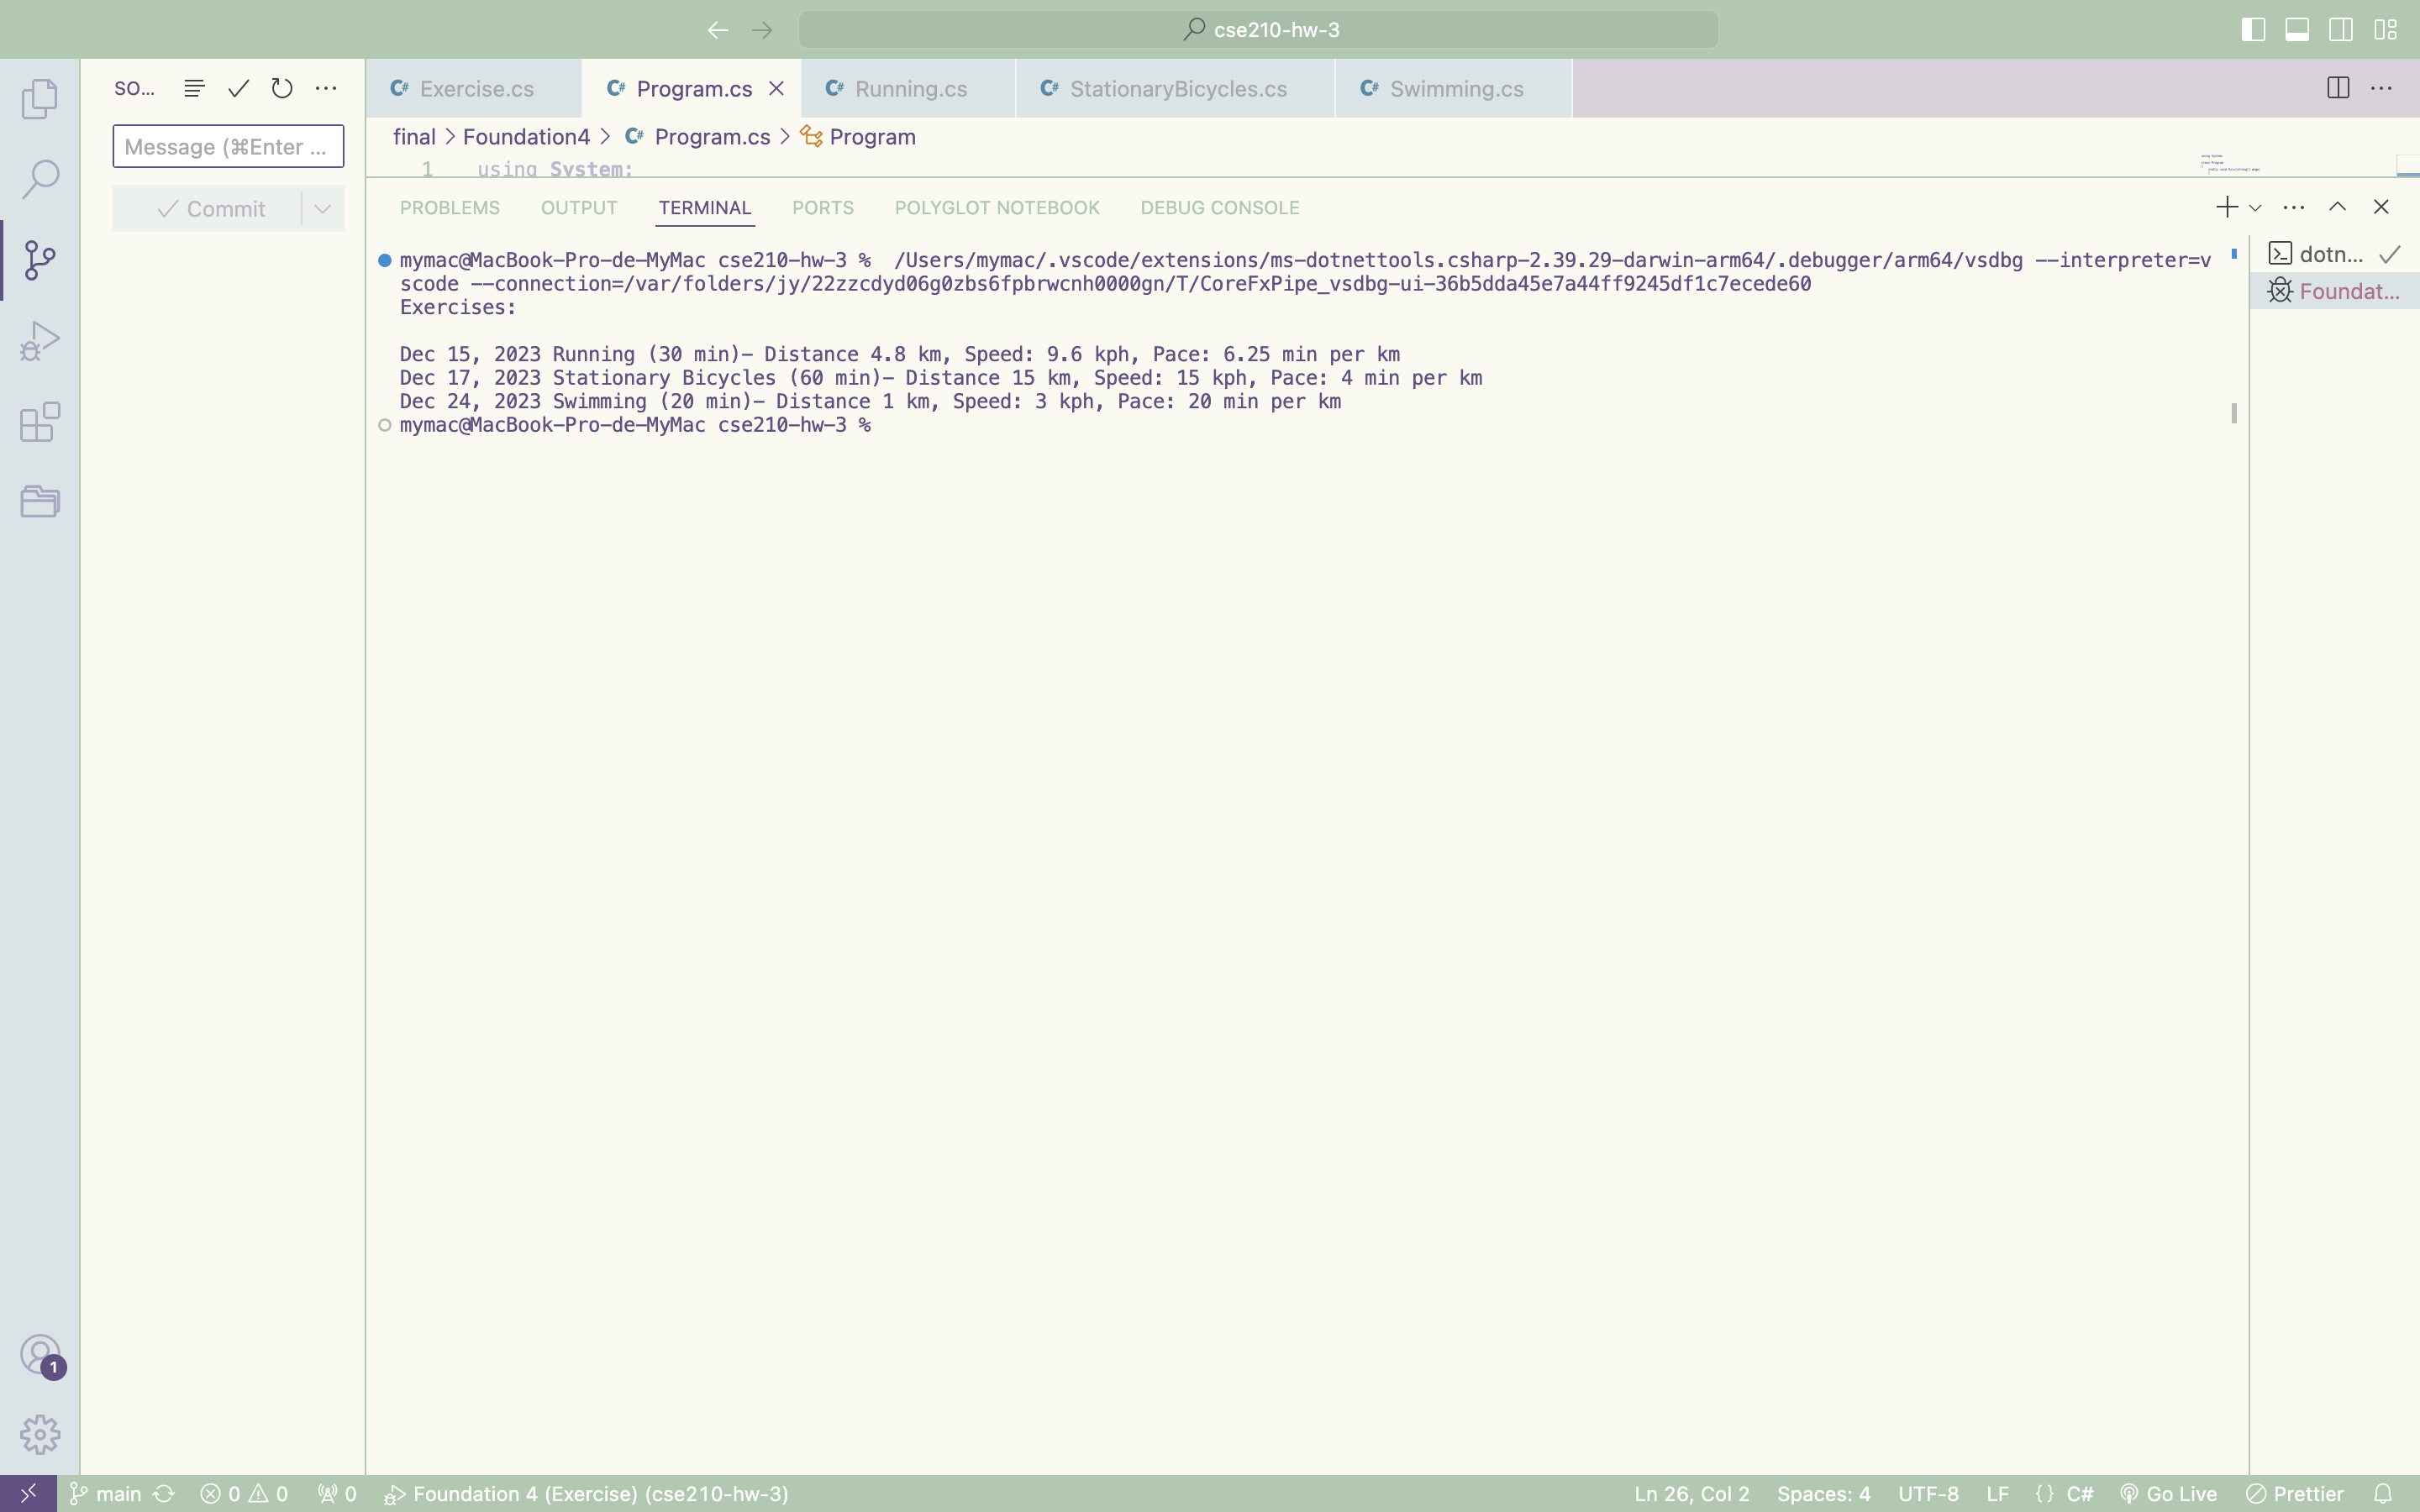 cse210-hw-3
SO...
Exercise.cs
Program.cs
Running.cs
StationaryBicycles.cs
Swimming.cs
Message (⌘Enter ...
final > Foundation4 > Program.cs > Program
1 using System;
Commit
PROBLEMS OUTPUT TERMINAL PORTS POLYGLOT NOTEBOOK DEBUG CONSOLE
mymac@MacBook-Pro-de-MyMac cse210-hw-3 %  /Users/mymac/.vscode/extensions/ms-dotnettools.csharp-2.39.29-darwin-arm64/.debugger/arm64/vsdbg --interpreter=v
scode --connection=/var/folders/jy/22zzcdyd06g0zbs6fpbrwcnh0000gn/T/CoreFxPipe_vsdbg-ui-36b5dda45e7a44ff9245df1c7ecede60
Exercises:
Dec 15, 2023 Running (30 min)- Distance 4.8 km, Speed: 9.6 kph, Pace: 6.25 min per km
Dec 17, 2023 Stationary Bicycles (60 min)- Distance 15 km, Speed: 15 kph, Pace: 4 min per km
Dec 24, 2023 Swimming (20 min)- Distance 1 km, Speed: 3 kph, Pace: 20 min per km
mymac@MacBook-Pro-de-MyMac cse210-hw-3 %
dotn...
Foundat...
1
main 0 0 0 Foundation 4 (Exercise) (cse210-hw-3) Ln 26, Col 2 Spaces: 4 UTF-8 LF {} C# Go Live Prettier